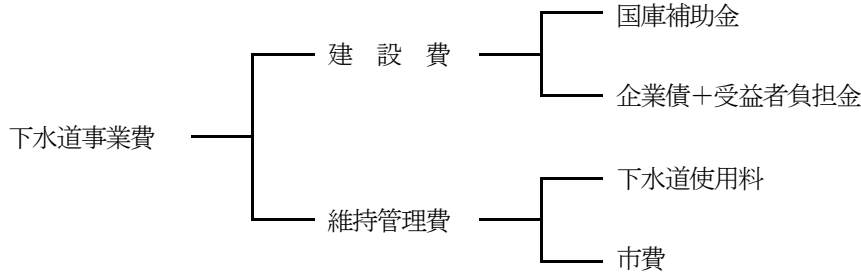 国庫補助金
建　設　費
企業債＋受益者負担金
下水道事業費
下水道使用料
維持管理費
市費